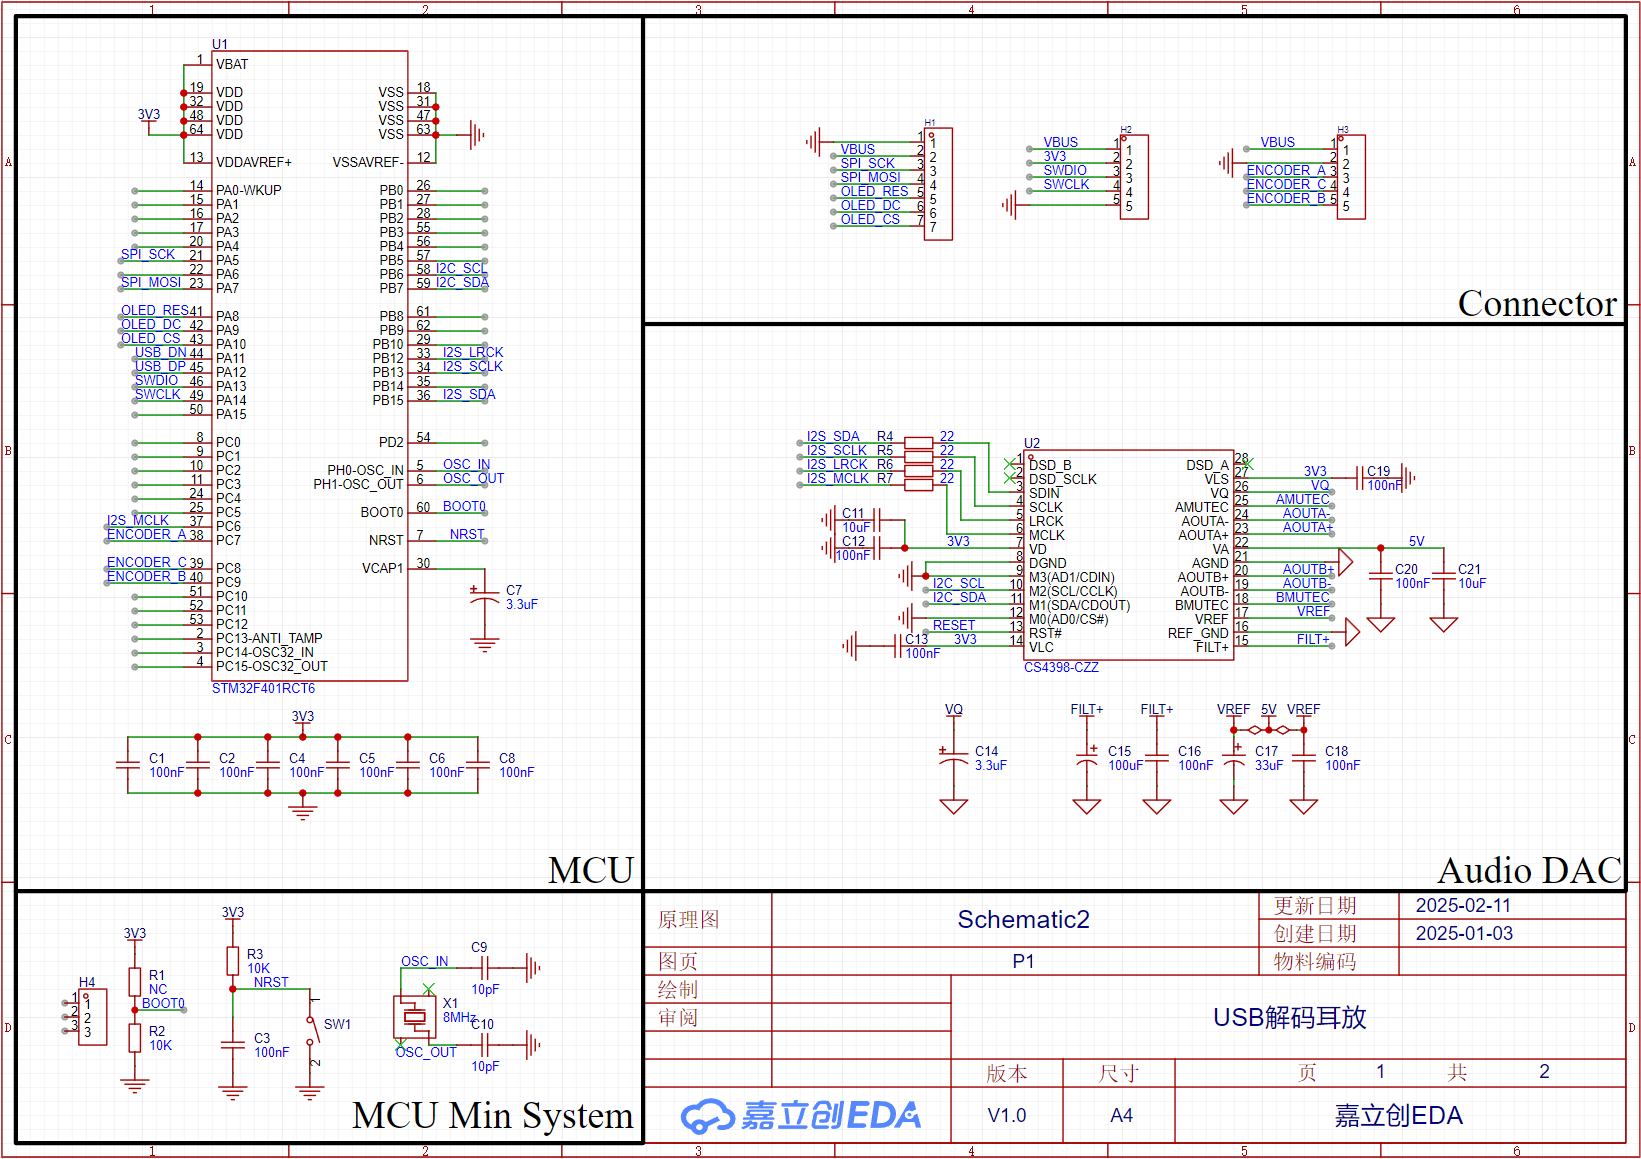 1 2 3 4 5 6
A
B
C
D
U1
1 VBAT
19 VDD VSS 18
32 VDD VSS 31
48 VDD VSS 47
3V3 64 VDD VSS 63
13 VDDAVREF+ VSSAVREF- 12
14 PA0-WKUP PB0 26
15 PA1 PB1 27
16 PA2 PB2 28
17 PA3 PB3 55
20 PA4 PB4 56
SPI_SCK 21 PA5 PB5 57
22 PA6 PB6 58 I2C_SCL
SPI_MOSI 23 PA7 PB7 59 I2C_SDA
OLED_RES 41 PA8 PB8 61
OLED_DC 42 PA9 PB9 62
OLED_CS 43 PA10 PB10 29
USB_DN 44 PA11 PB12 33 I2S_LRCK
USB_DP 45 PA12 PB13 34 I2S_SCLK
SWDIO 46 PA13 PB14 35
SWCLK 49 PA14 PB15 36 I2S_SDA
50 PA15
8 PC0 PD2 54
9 PC1
10 PC2 PH0-OSC_IN 5 OSC_IN
11 PC3 PH1-OSC_OUT 6 OSC_OUT
24 PC4
25 PC5 BOOT0 60 BOOT0
I2S_MCLK 37 PC6
ENCODER_A 38 PC7 NRST 7 NRST
ENCODER_C 39 PC8 VCAP1 30
ENCODER_B 40 PC9
51 PC10
52 PC11
53 PC12
2 PC13-ANTI_TAMP
3 PC14-OSC32_IN
4 PC15-OSC32_OUT
STM32F401RCT6
+ C7
3.3uF
3V3
C1 C2 C4 C5 C6 C8
100nF 100nF 100nF 100nF 100nF 100nF
MCU
H1
1 1
VBUS 2 2
SPI_SCK 3 3
SPI_MOSI 4 4
OLED_RES 5 5
OLED_DC 6 6
OLED_CS 7 7
H2
VBUS 1 1
3V3 2 2
SWDIO 3 3
SWCLK 4 4
5 5
H3
VBUS 1 1
2 2
ENCODER_A 3 3
ENCODER_C 4 4
ENCODER_B 5 5
Connector
I2S_SDA R4 22
I2S_SCLK R5 22
I2S_LRCK R6 22
I2S_MCLK R7 22
U2
1 DSD_B DSD_A 28
2 DSD_SCLK VLS 27 3V3 C19 100nF
3 SDIN VQ 26 VQ
4 SCLK AMUTEC 25 AMUTEC
5 LRCK AOUTA- 24 AOUTA-
6 MCLK AOUTA+ 23 AOUTA+
C11 10uF
C12 100nF 3V3 7 VD VA 22 5V
8 DGND AGND 21
9 M3(AD1/CDIN) AOUTB+ 20 AOUTB+
I2C_SCL 10 M2(SCL/CCLK) AOUTB- 19 AOUTB-
I2C_SDA 11 M1(SDA/CDOUT) BMUTEC 18 BMUTEC
12 M0(AD0/CS#) VREF 17 VREF
RESET 13 RST# REF_GND 16
C13 100nF 3V3 14 VLC FILT+ 15 FILT+
CS4398-CZZ
C20 C21
100nF 10uF
VQ FILT+ FILT+ VREF 5V VREF
+ C14 + C15 C16 + C17 C18
3.3uF 100uF 100nF 33uF 100nF
Audio DAC
H4
1 1
2 2
3 3
3V3
R1
NC
BOOT0
R2
10K
3V3
R3
10K
NRST
C3
100nF
1
SW1
2
OSC_IN C9
10pF
X1
8MHz
OSC_OUT C10
10pF
MCU Min System
原理图 Schematic2 更新日期 2025-02-11
创建日期 2025-01-03
图页 P1 物料编码
绘制
审阅
USB解码耳放
版本 尺寸 页 1 共 2
嘉立创EDA V1.0 A4 嘉立创EDA
1 2 3 4 5 6